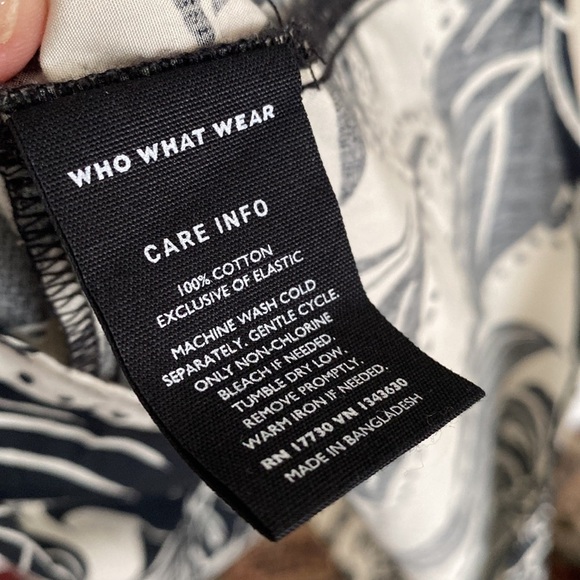 WHO WHAT WEAR
CARE INFO
100% COTTON
EXCLUSIVE OF ELASTIC
MACHINE WASH COLD
SEPARATELY. GENTLE CYCLE.
ONLY NON-CHLORINE
BLEACH IF NEEDED.
TUMBLE DRY LOW.
REMOVE PROMPTLY.
WARM IRON IF NEEDED.
RN 17730 VN 1343630
MADE IN BANGLADESH